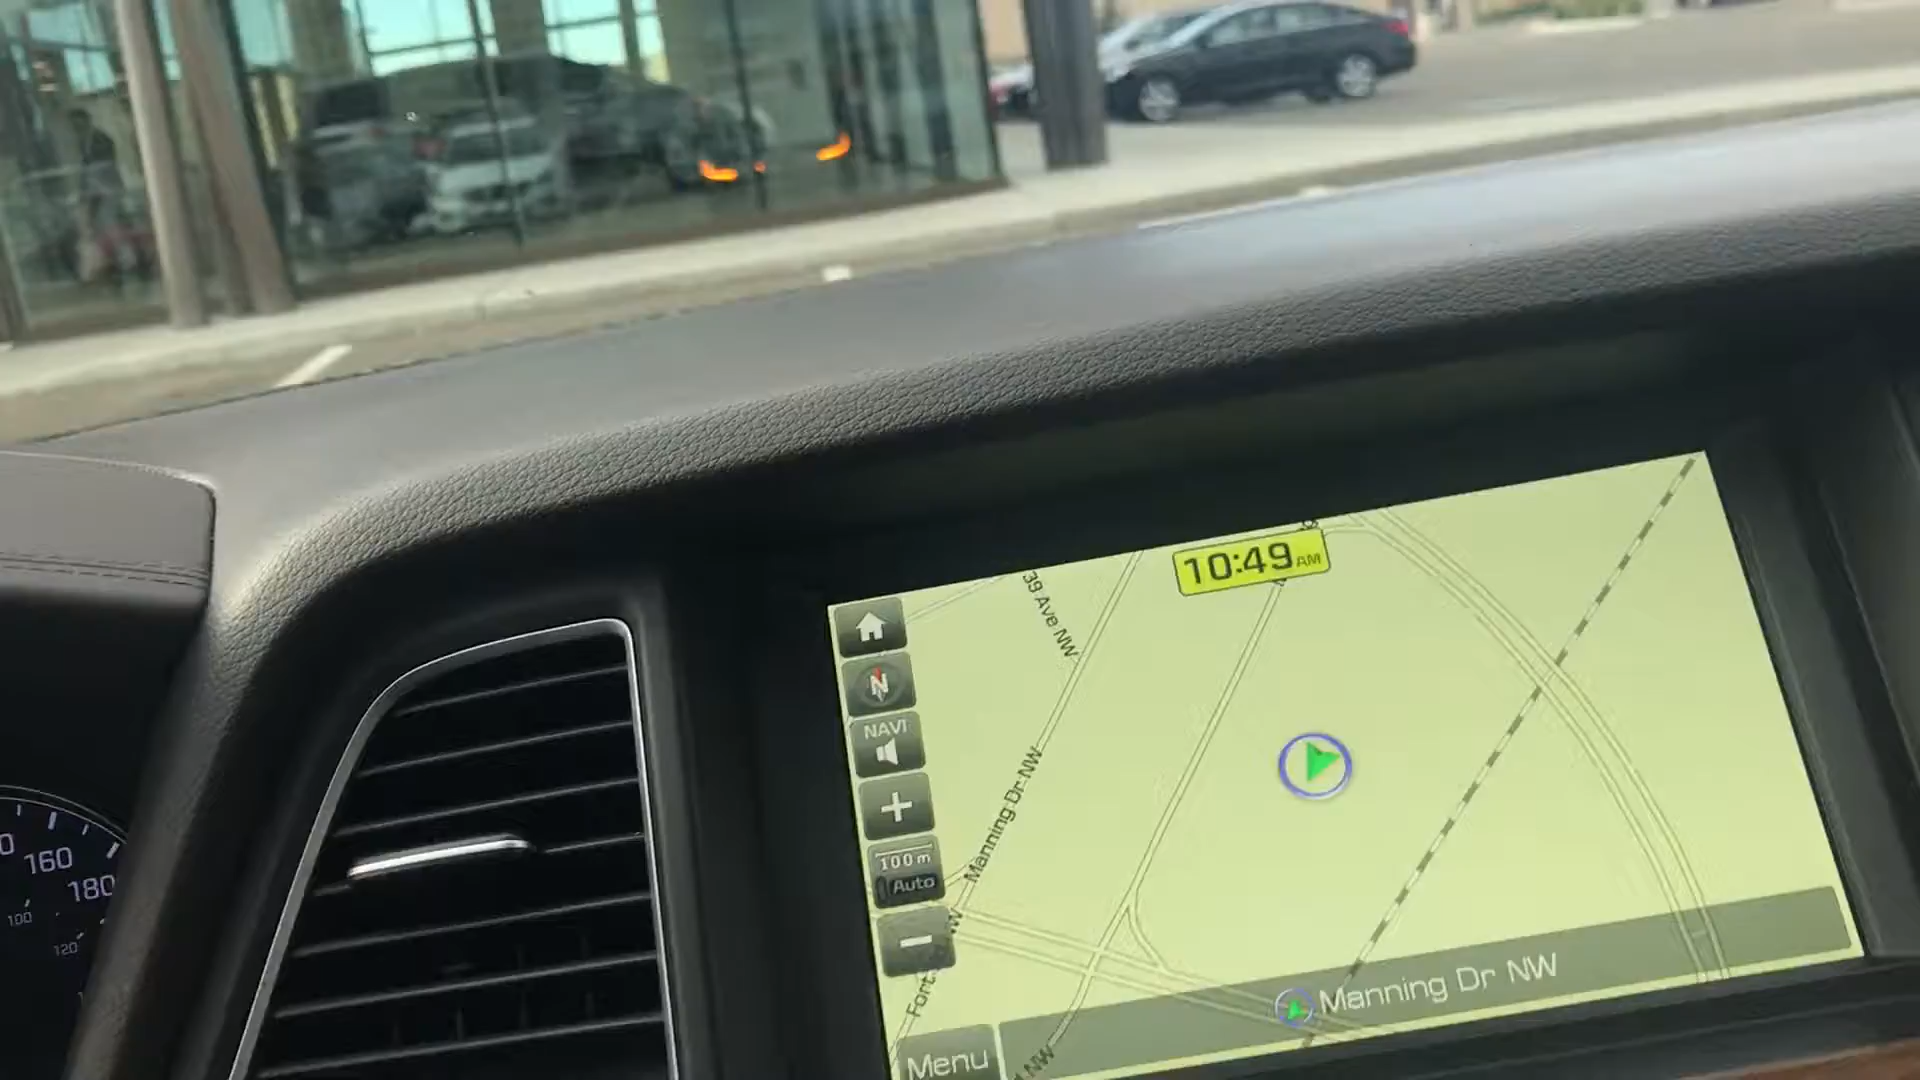 10:49 AM
39 Ave NW
N
NAVI
Manning Dr NW
100 m
Auto
Fort
NW
Manning Dr NW
Menu
160
180
100
120